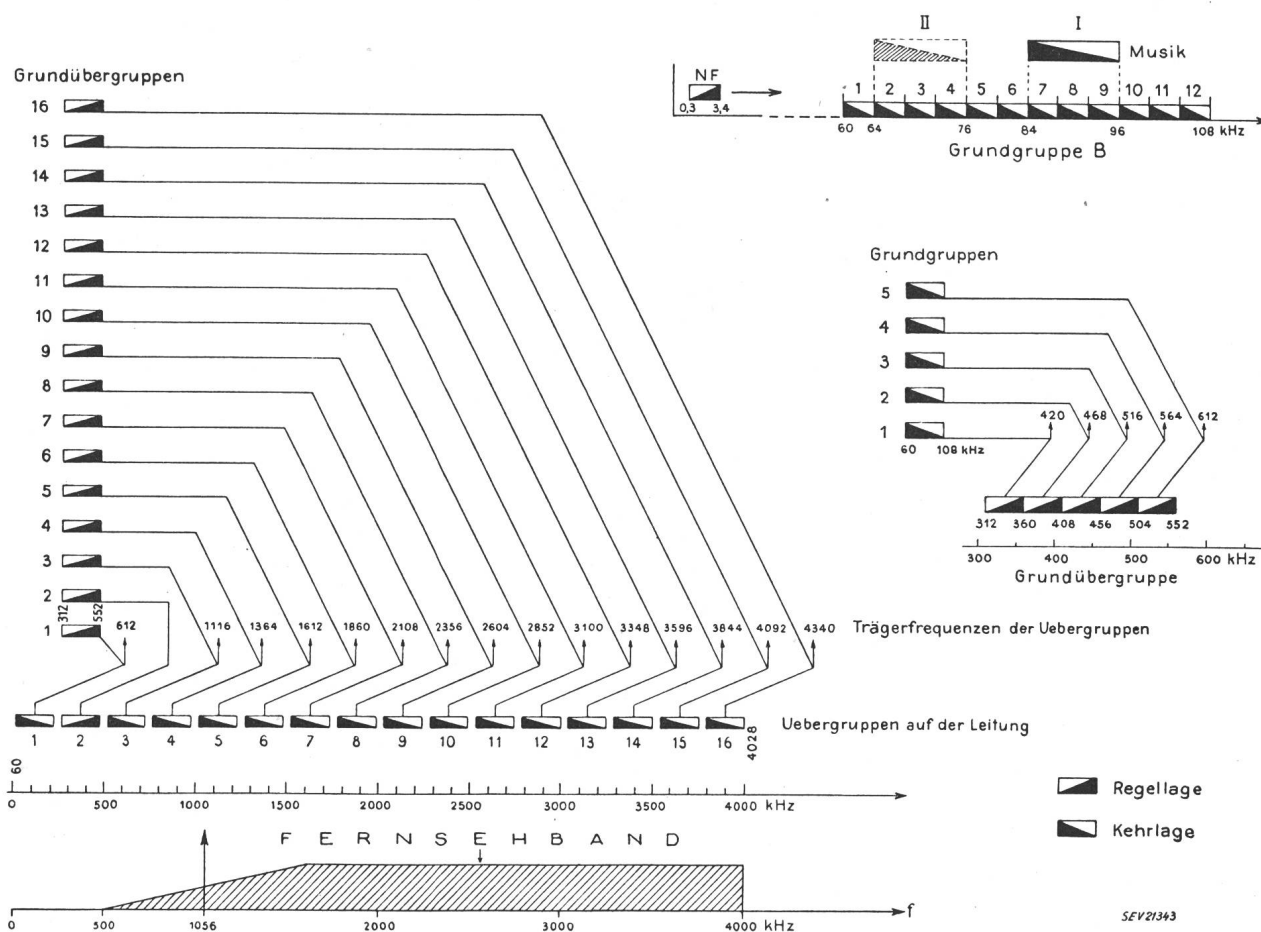 II I
Musik
NF
0,3 3,4
1 2 3 4 5 6 7 8 9 10 11 12
60 64 76 84 96 108 kHz
Grundgruppe B
Grundübergruppen
16
15
14
13
12
11
10
9
8
7
6
5
4
3
2
1
312 552
612 1116 1364 1612 1860 2108 2356 2604 2852 3100 3348 3596 3844 4092 4340
Trägerfrequenzen der Uebergruppen
1 2 3 4 5 6 7 8 9 10 11 12 13 14 15 16
4028
Uebergruppen auf der Leitung
60
0 500 1000 1500 2000 2500 3000 3500 4000 kHz
Grundgruppen
5
4
3
2
1
60 108 kHz
420 468 516 564 612
312 360 408 456 504 552
300 400 500 600 kHz
Grundübergruppe
Regellage
Kehrlage
FERNSEHBAND
f
0 500 1056 2000 3000 4000 kHz
SEV21343